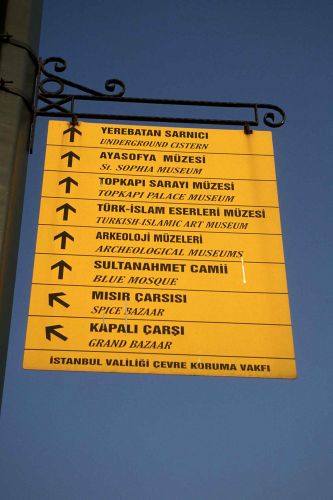 YEREBATAN SARNICI
UNDERGROUND CISTERN
AYASOFYA MÜZESİ
St. SOPHIA MUSEUM
TOPKAPI SARAYI MÜZESİ
TOPKAPI PALACE MUSEUM
TÜRK-İSLAM ESERLERİ MÜZESİ
TURKISH-ISLAMIC ART MUSEUM
ARKEOLOJİ MÜZELERİ
ARCHEOLOGICAL MUSEUMS
SULTANAHMET CAMİİ
BLUE MOSQUE
MISIR ÇARŞISI
SPICE BAZAAR
KAPALI ÇARŞI
GRAND BAZAAR
İSTANBUL VALİLİĞİ ÇEVRE KORUMA VAKFI